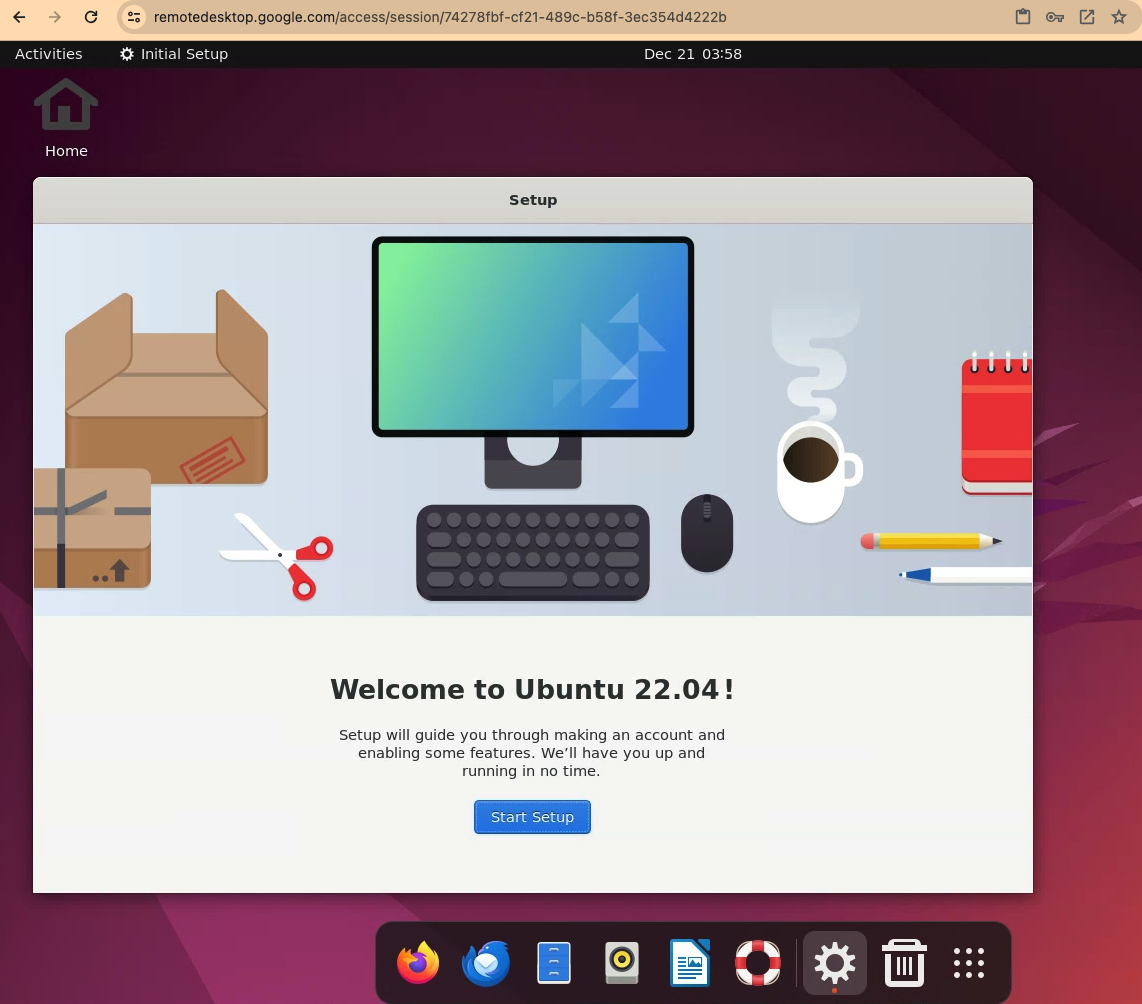 remotedesktop.google.com/access/session/74278fbf-cf21-489c-b58f-3ec354d4222b
Activities Initial Setup Dec 21 03:58
Home
Setup
Welcome to Ubuntu 22.04!
Setup will guide you through making an account and
enabling some features. We’ll have you up and
running in no time.
Start Setup